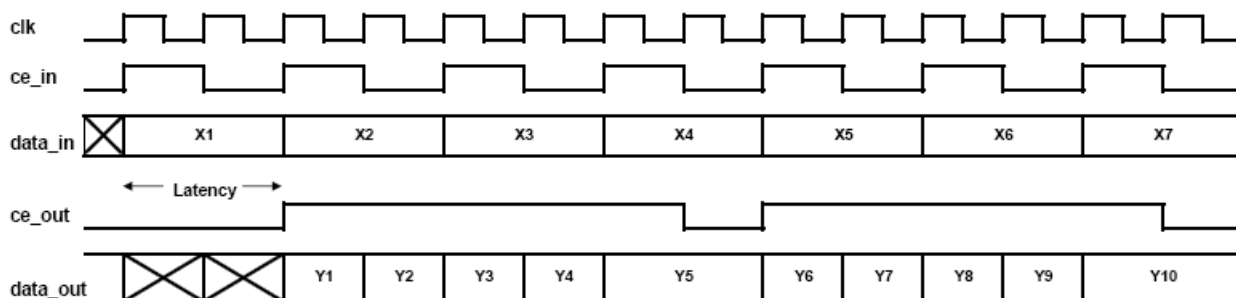 clk
ce_in
data_in X1 X2 X3 X4 X5 X6 X7
Latency
ce_out
data_out Y1 Y2 Y3 Y4 Y5 Y6 Y7 Y8 Y9 Y10